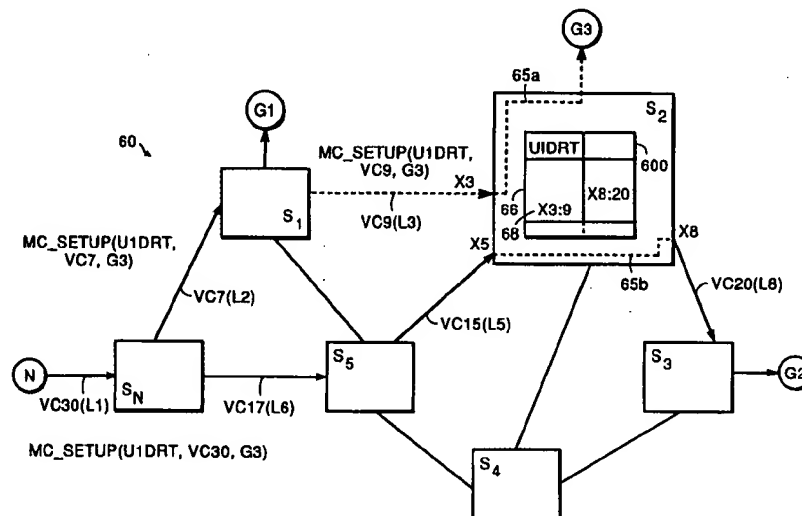 G3
65a
S2
G1
60
MC_SETUP(U1DRT,
VC9, G3)
X3
UIDRT
600
66
68
X3:9
X8:20
S1
VC9(L3)
MC_SETUP(U1DRT,
VC7, G3)
X5
X8
65b
VC7(L2)
VC20(L8)
VC15(L5)
N
SN
S5
S3
G2
VC30(L1)
VC17(L6)
MC_SETUP(U1DRT, VC30, G3)
S4